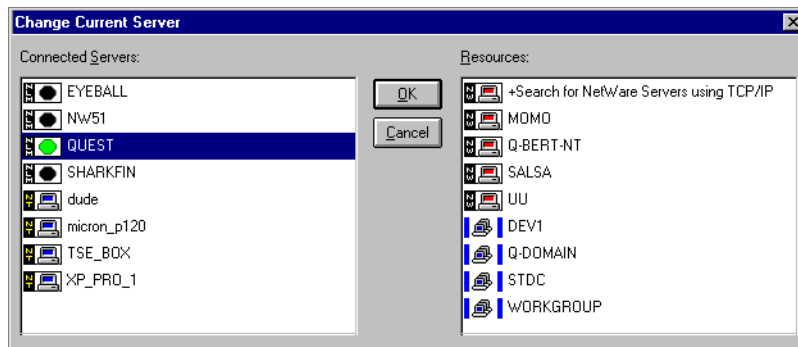 Change Current Server
Connected Servers:
EYEBALL
NW51
QUEST
SHARKFIN
dude
micron_p120
TSE_BOX
XP_PRO_1
OK
Cancel
Resources:
+Search for NetWare Servers using TCP/IP
MOMO
Q-BERT-NT
SALSA
UU
DEV1
Q-DOMAIN
STDC
WORKGROUP